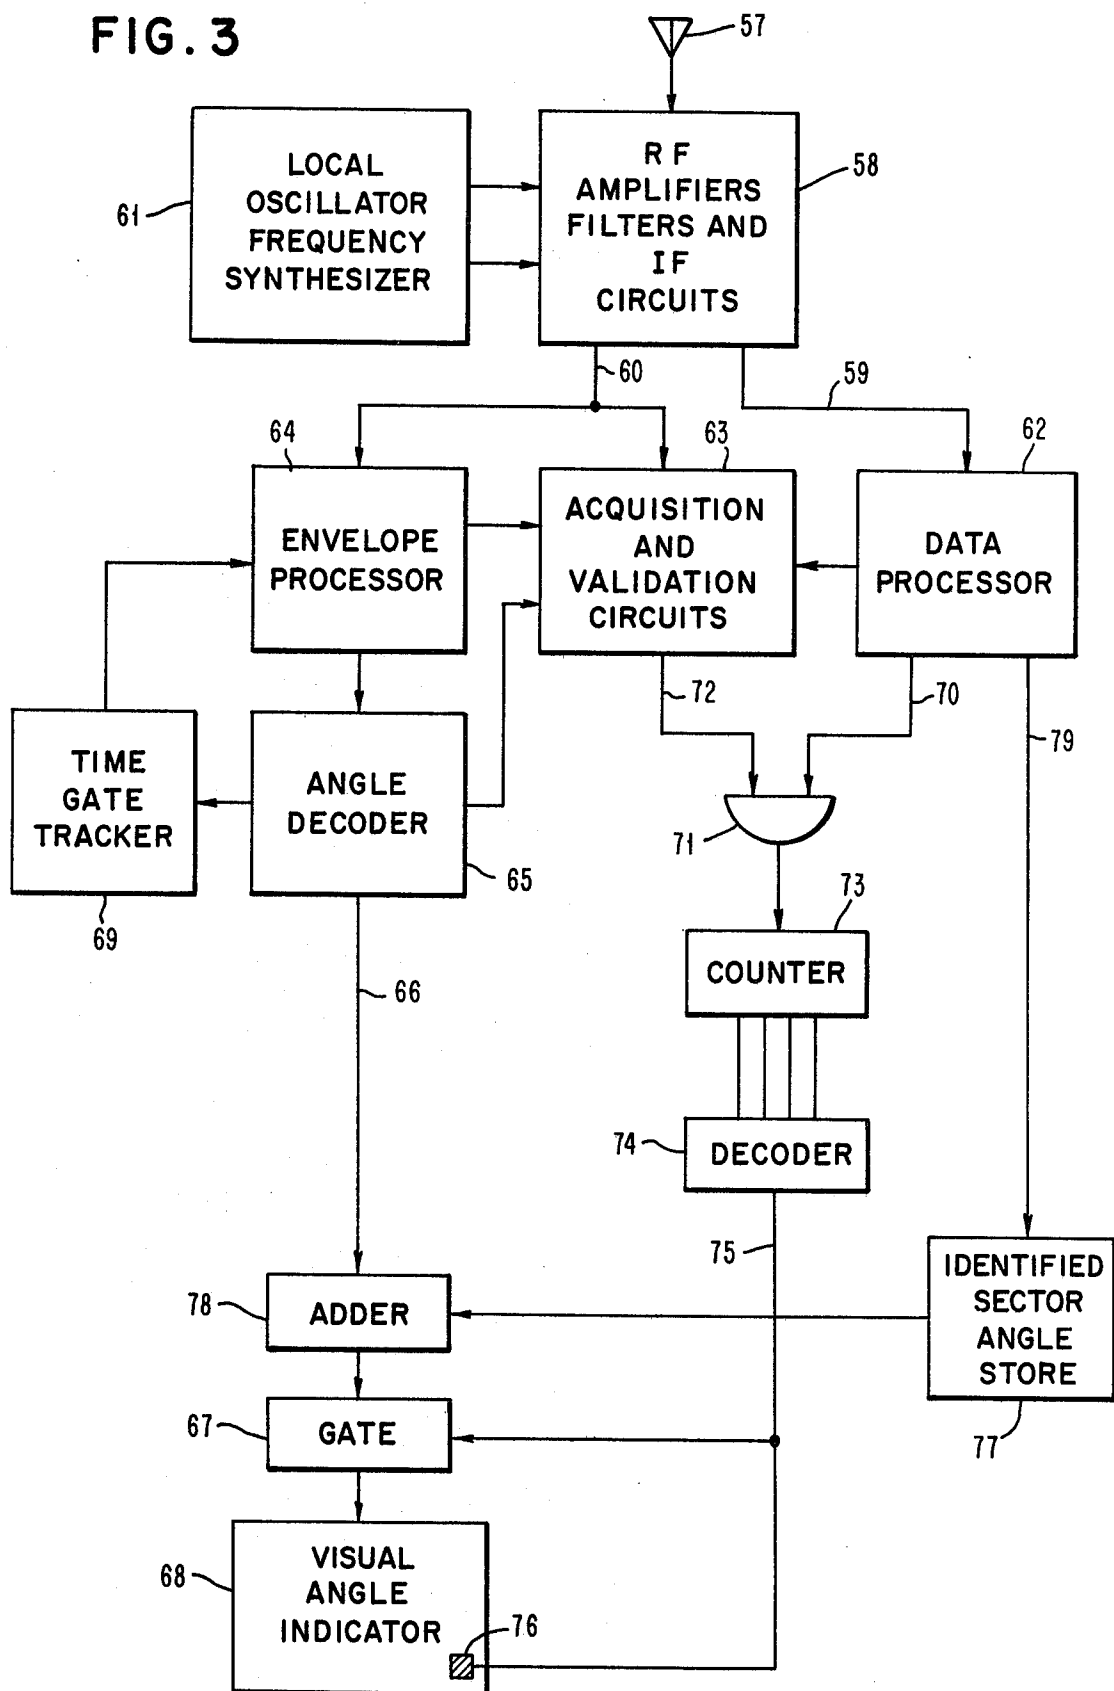 FIG. 3
57
RF
AMPLIFIERS
FILTERS AND
IF
CIRCUITS
58
LOCAL
OSCILLATOR
FREQUENCY
SYNTHESIZER
61
60
59
64
63
62
ENVELOPE
PROCESSOR
ACQUISITION
AND
VALIDATION
CIRCUITS
DATA
PROCESSOR
72
70
79
TIME
GATE
TRACKER
69
ANGLE
DECODER
65
71
73
COUNTER
66
74
DECODER
75
IDENTIFIED
SECTOR
ANGLE
STORE
77
78
ADDER
67
GATE
68
VISUAL
ANGLE
INDICATOR
76